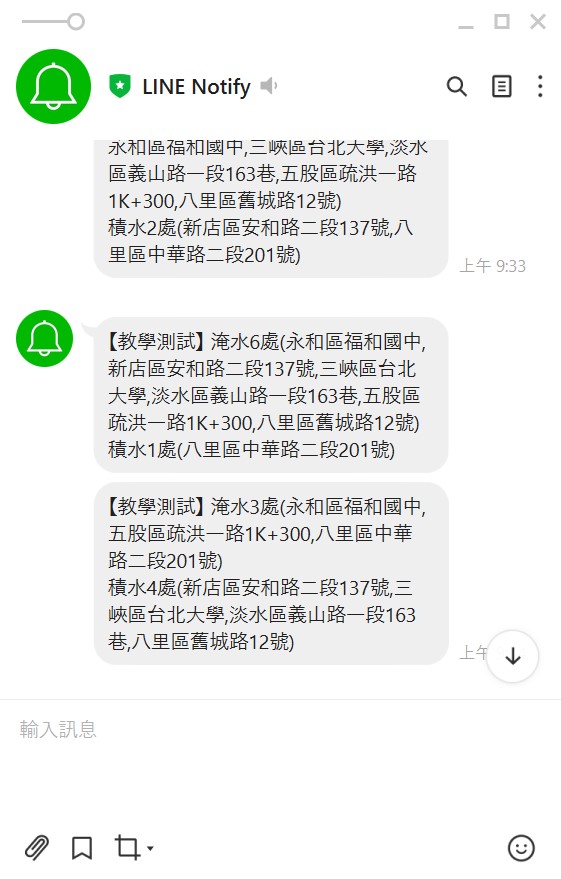 LINE Notify
永和區福和國中,三峽區台北大學,淡水
區義山路一段163巷,五股區疏洪一路
1K+300,八里區舊城路12號)
積水2處(新店區安和路二段137號,八
里區中華路二段201號)
上午 9:33
【教學測試】淹水6處(永和區福和國中,
新店區安和路二段137號,三峽區台北
大學,淡水區義山路一段163巷,五股區
疏洪一路1K+300,八里區舊城路12號)
積水1處(八里區中華路二段201號)
【教學測試】淹水3處(永和區福和國中,
五股區疏洪一路1K+300,八里區中華
路二段201號)
積水4處(新店區安和路二段137號,三
峽區台北大學,淡水區義山路一段163
巷,八里區舊城路12號)
上午
輸入訊息